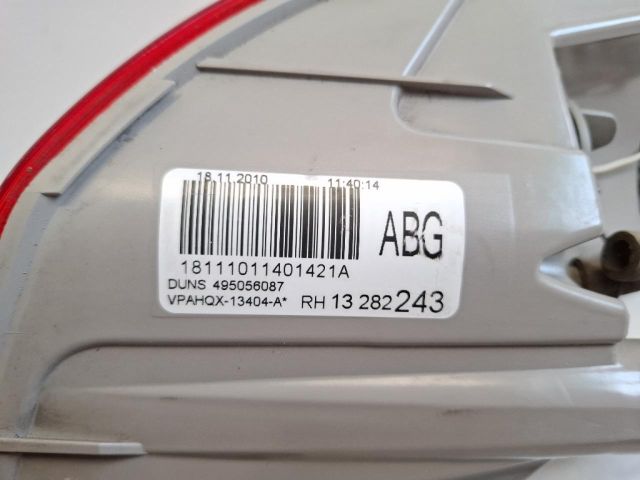 18.11.2010 11:40:14
ABG
18111011401421A
DUNS 495056087
VPAHQX-13404-A* RH 13 282 243